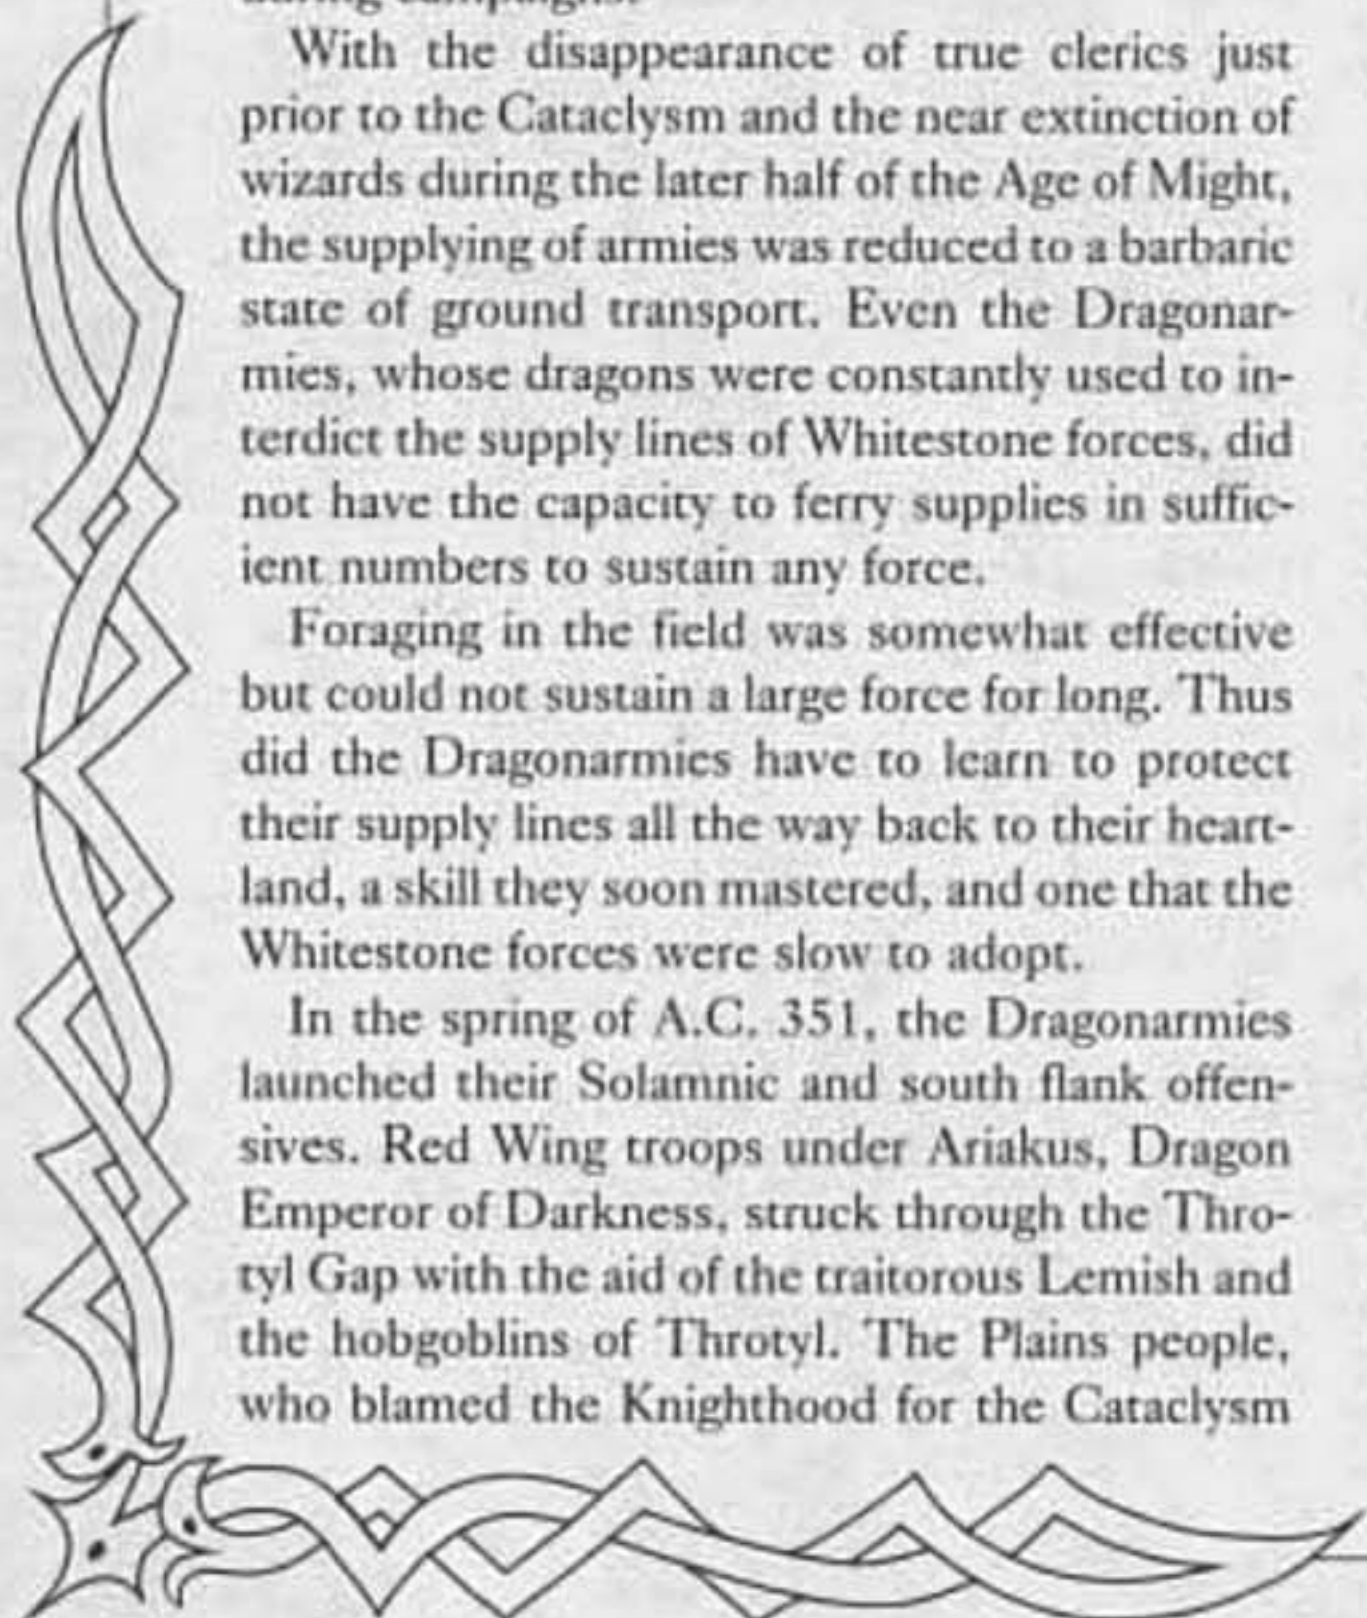 during campaigns.
With the disappearance of true clerics just
prior to the Cataclysm and the near extinction of
wizards during the later half of the Age of Might,
the supplying of armies was reduced to a barbaric
state of ground transport. Even the Dragonar-
mies, whose dragons were constantly used to in-
terdict the supply lines of Whitestone forces, did
not have the capacity to ferry supplies in suffic-
ient numbers to sustain any force.
Foraging in the field was somewhat effective
but could not sustain a large force for long. Thus
did the Dragonarmies have to learn to protect
their supply lines all the way back to their heart-
land, a skill they soon mastered, and one that the
Whitestone forces were slow to adopt.
In the spring of A.C. 351, the Dragonarmies
launched their Solamnic and south flank offen-
sives. Red Wing troops under Ariakus, Dragon
Emperor of Darkness, struck through the Thro-
tyl Gap with the aid of the traitorous Lemish and
the hobgoblins of Throtyl. The Plains people,
who blamed the Knighthood for the Cataclysm